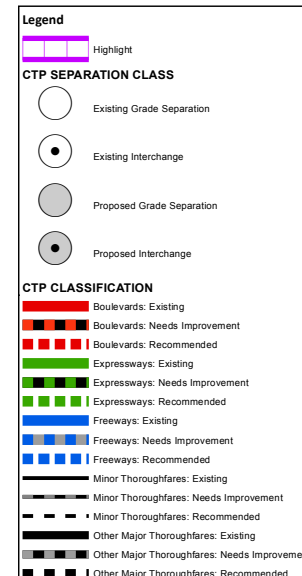 Legend
Highlight
CTP SEPARATION CLASS
Existing Grade Separation
Existing Interchange
Proposed Grade Separation
Proposed Interchange
CTP CLASSIFICATION
Boulevards: Existing
Boulevards: Needs Improvement
Boulevards: Recommended
Expressways: Existing
Expressways: Needs Improvement
Expressways: Recommended
Freeways: Existing
Freeways: Needs Improvement
Freeways: Recommended
Minor Thoroughfares: Existing
Minor Thoroughfares: Needs Improvement
Minor Thoroughfares: Recommended
Other Major Thoroughfares: Existing
Other Major Thoroughfares: Needs Improveme
Other Major Thoroughfares: Recommended